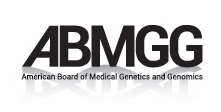 ABMGG
American Board of Medical Genetics and Genomics